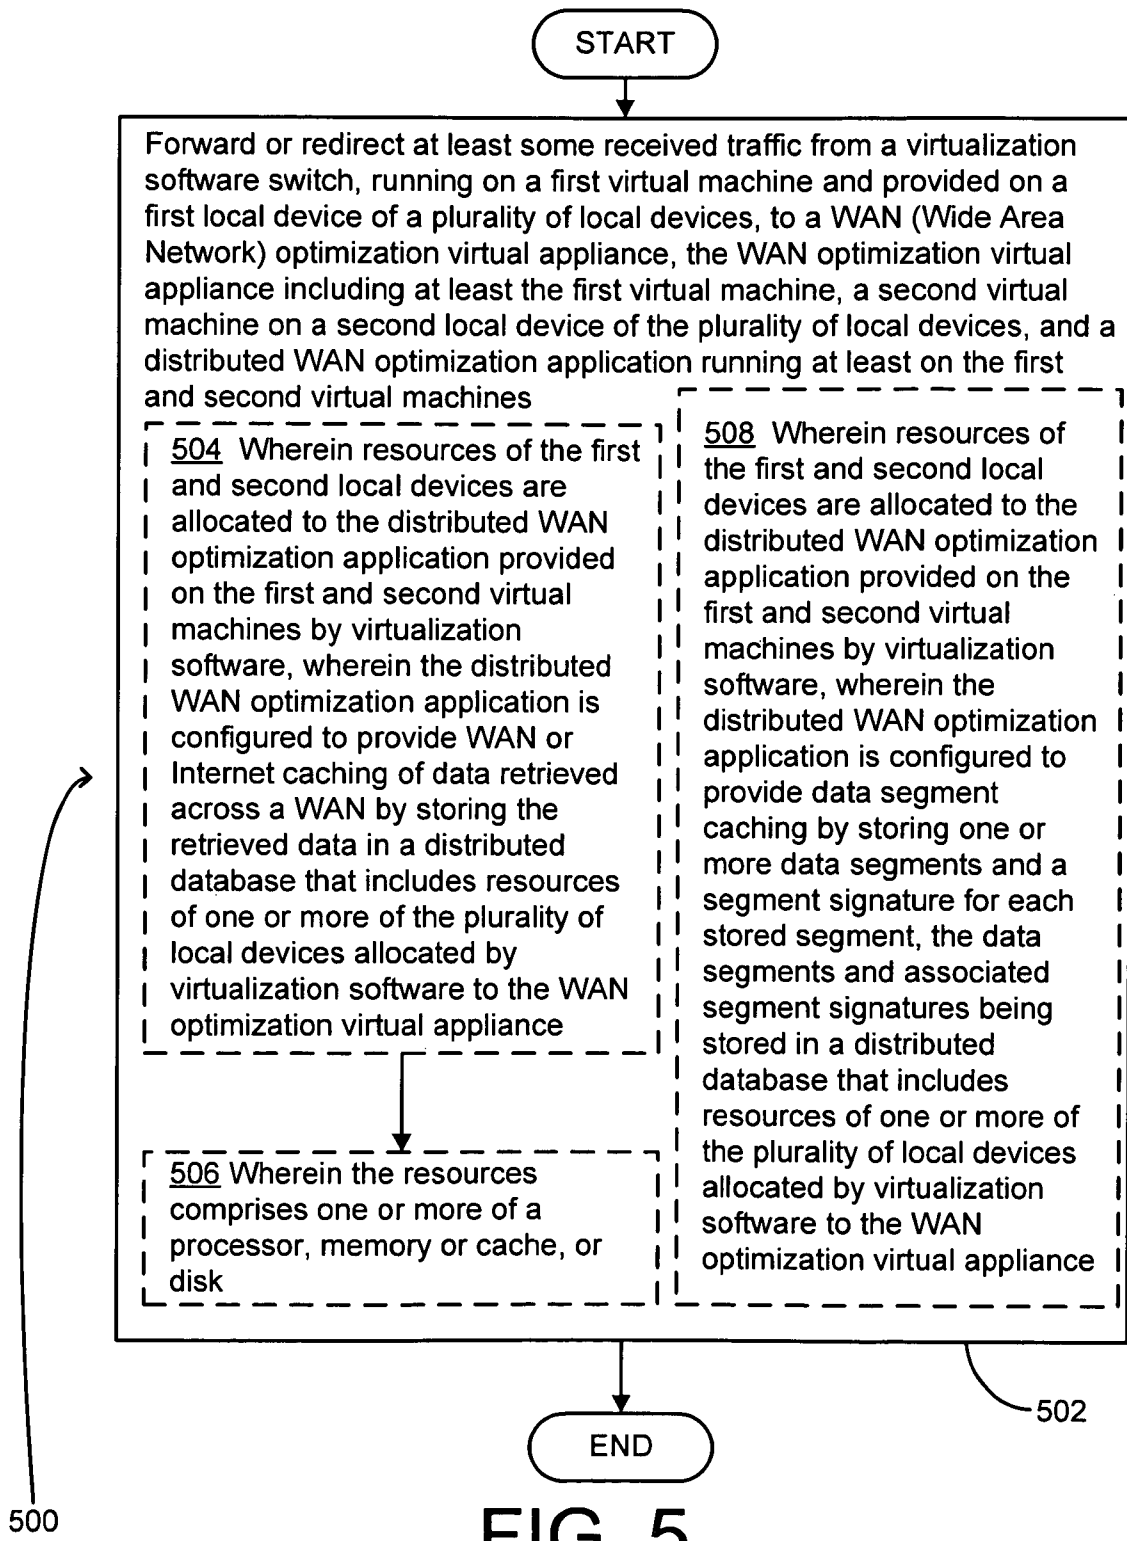 START
Forward or redirect at least some received traffic from a virtualization
software switch, running on a first virtual machine and provided on a
first local device of a plurality of local devices, to a WAN (Wide Area
Network) optimization virtual appliance, the WAN optimization virtual
appliance including at least the first virtual machine, a second virtual
machine on a second local device of the plurality of local devices, and a
distributed WAN optimization application running at least on the first
and second virtual machines
504 Wherein resources of the first
and second local devices are
allocated to the distributed WAN
optimization application provided
on the first and second virtual
machines by virtualization
software, wherein the distributed
WAN optimization application is
configured to provide WAN or
Internet caching of data retrieved
across a WAN by storing the
retrieved data in a distributed
database that includes resources
of one or more of the plurality of
local devices allocated by
virtualization software to the WAN
optimization virtual appliance
506 Wherein the resources
comprises one or more of a
processor, memory or cache, or
disk
508 Wherein resources of
the first and second local
devices are allocated to the
distributed WAN optimization
application provided on the
first and second virtual
machines by virtualization
software, wherein the
distributed WAN optimization
application is configured to
provide data segment
caching by storing one or
more data segments and a
segment signature for each
stored segment, the data
segments and associated
segment signatures being
stored in a distributed
database that includes
resources of one or more of
the plurality of local devices
allocated by virtualization
software to the WAN
optimization virtual appliance
502
END
500
FIG. 5